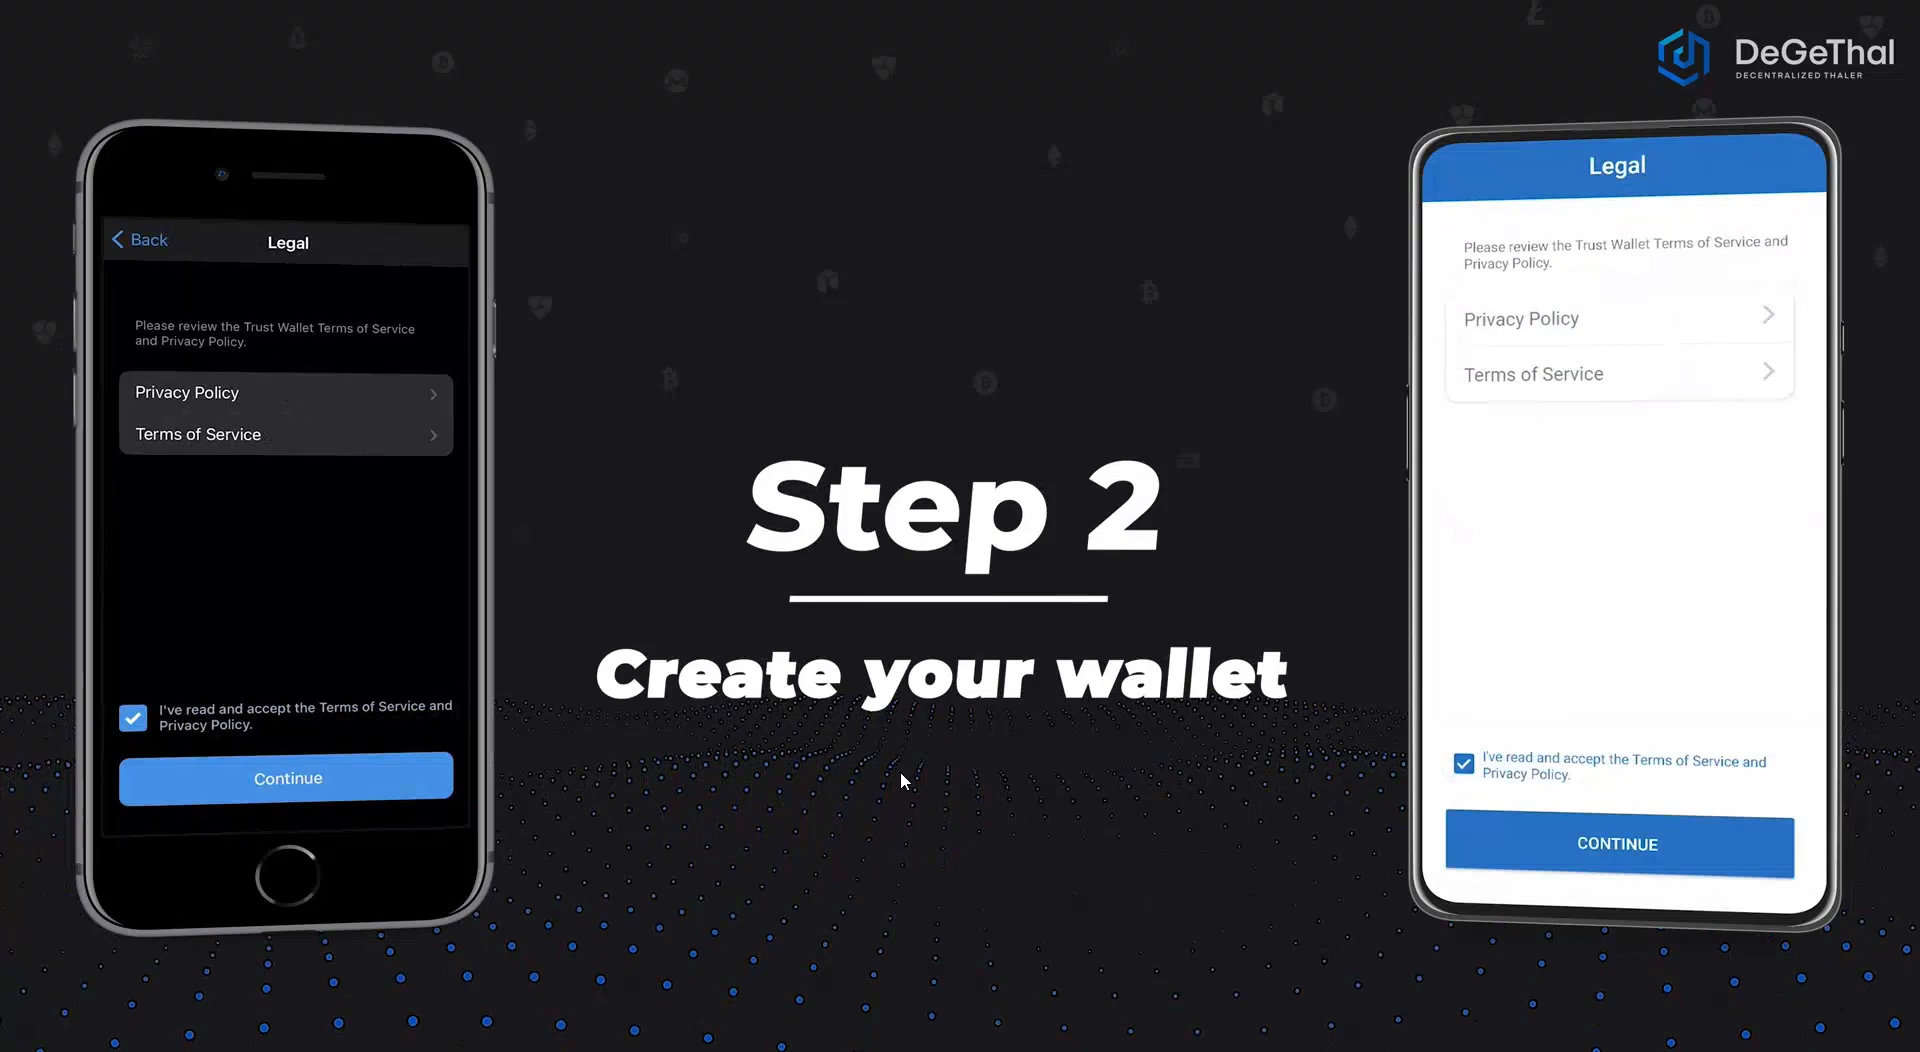 DeGeThal
DECENTRALIZED THALER
Back
Legal
Please review the Trust Wallet Terms of Service
and Privacy Policy.
Privacy Policy
Terms of Service
I've read and accept the Terms of Service and
Privacy Policy.
Continue
Step 2
Create your wallet
Legal
Please review the Trust Wallet Terms of Service and
Privacy Policy.
Privacy Policy
Terms of Service
I've read and accept the Terms of Service and
Privacy Policy.
CONTINUE